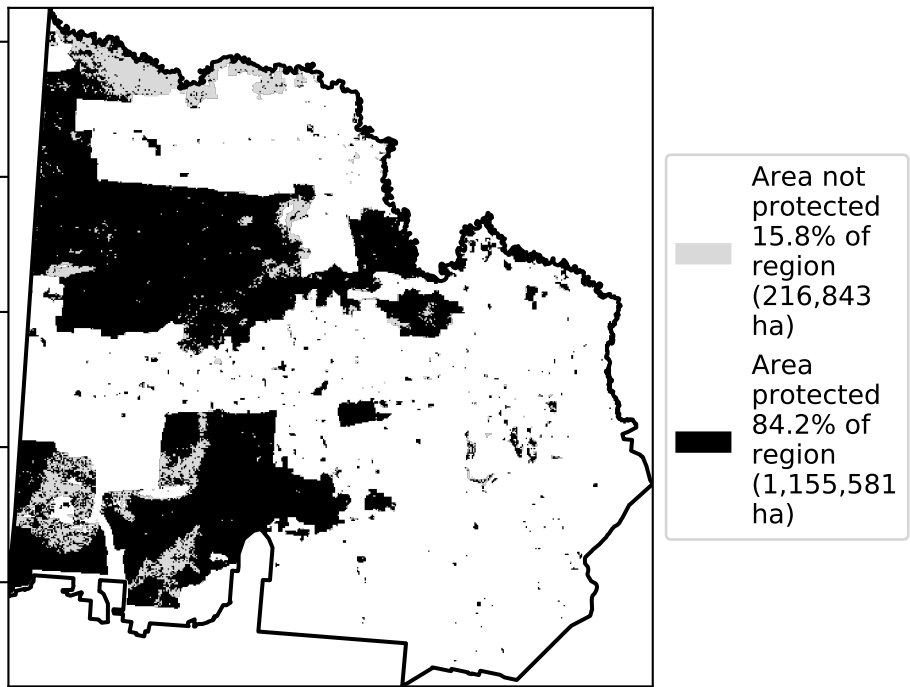 Area not
protected
15.8% of
region
(216,843
ha)
Area
protected
84.2% of
region
(1,155,581
ha)